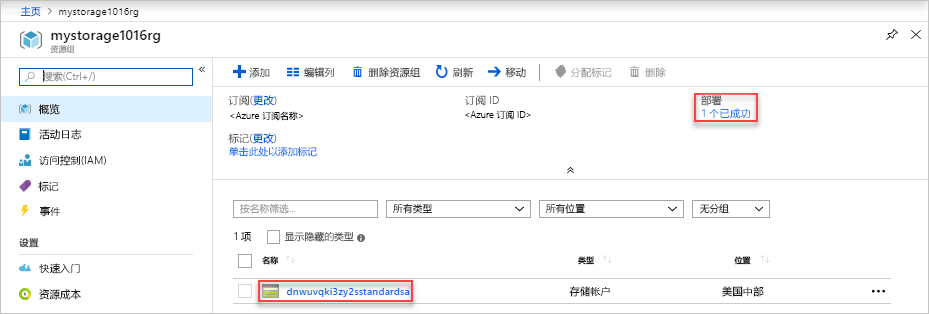 主页 > mystorage1016rg
mystorage1016rg
资源组
搜索(Ctrl+/)
概览
活动日志
访问控制(IAM)
标记
事件
设置
快速入门
资源成本
添加 编辑列 删除资源组 刷新 移动 分配标记 删除
订阅(更改) 订阅 ID 部署
<Azure 订阅名称> <Azure 订阅 ID> 1 个已成功
标记(更改)
单击此处以添加标记
按名称筛选... 所有类型 所有位置 无分组
1 项 显示隐藏的类型
名称 类型 位置
dnwuvqki3zy2sstandardsa 存储帐户 美国中部